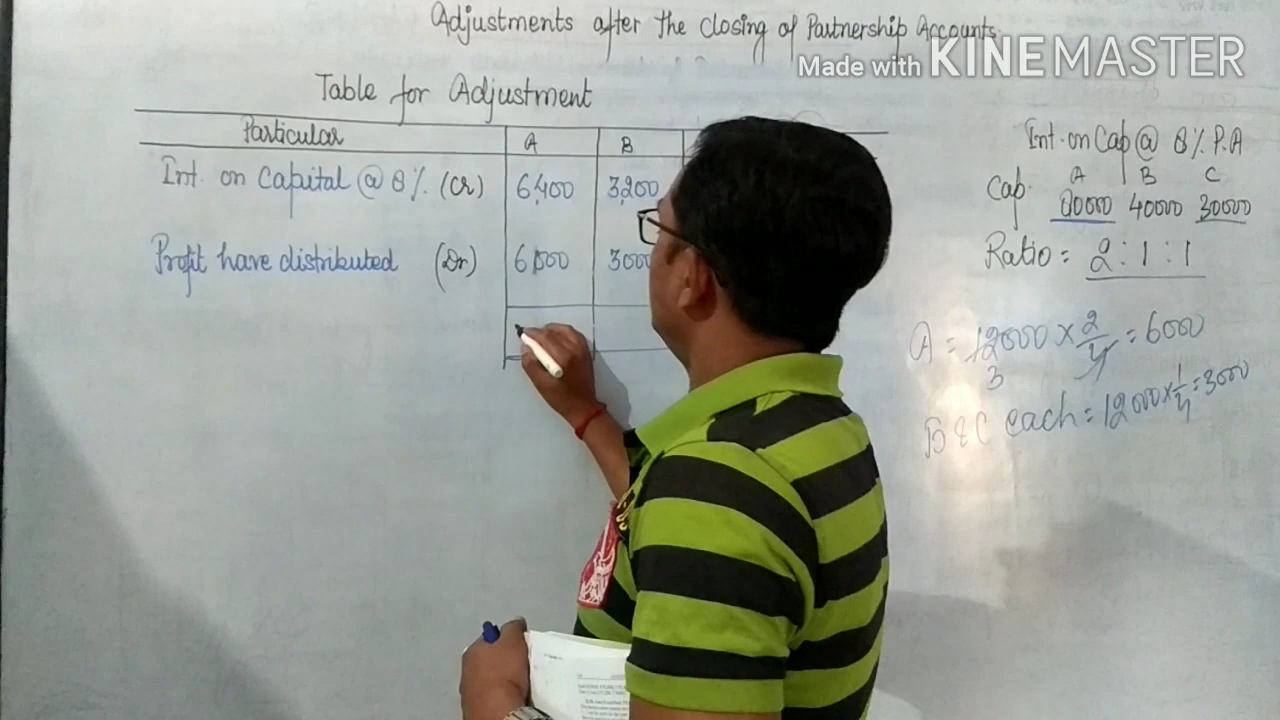 Adjustments after the closing of Partnership Accounts
Made with KINEMASTER
Table for Adjustment
Particular A B
Int. on Capital @ 8% (Cr) 6,400 3,200
Profit have distributed (Dr) 6,000 3000
Int. on Cap @ 8% P.A
A B C
Cap. 80000 40000 30000
Ratio = 2 : 1 : 1
A = 12000 × 2/4 = 6000
3
B & C each = 12000 × 1/4 = 3000